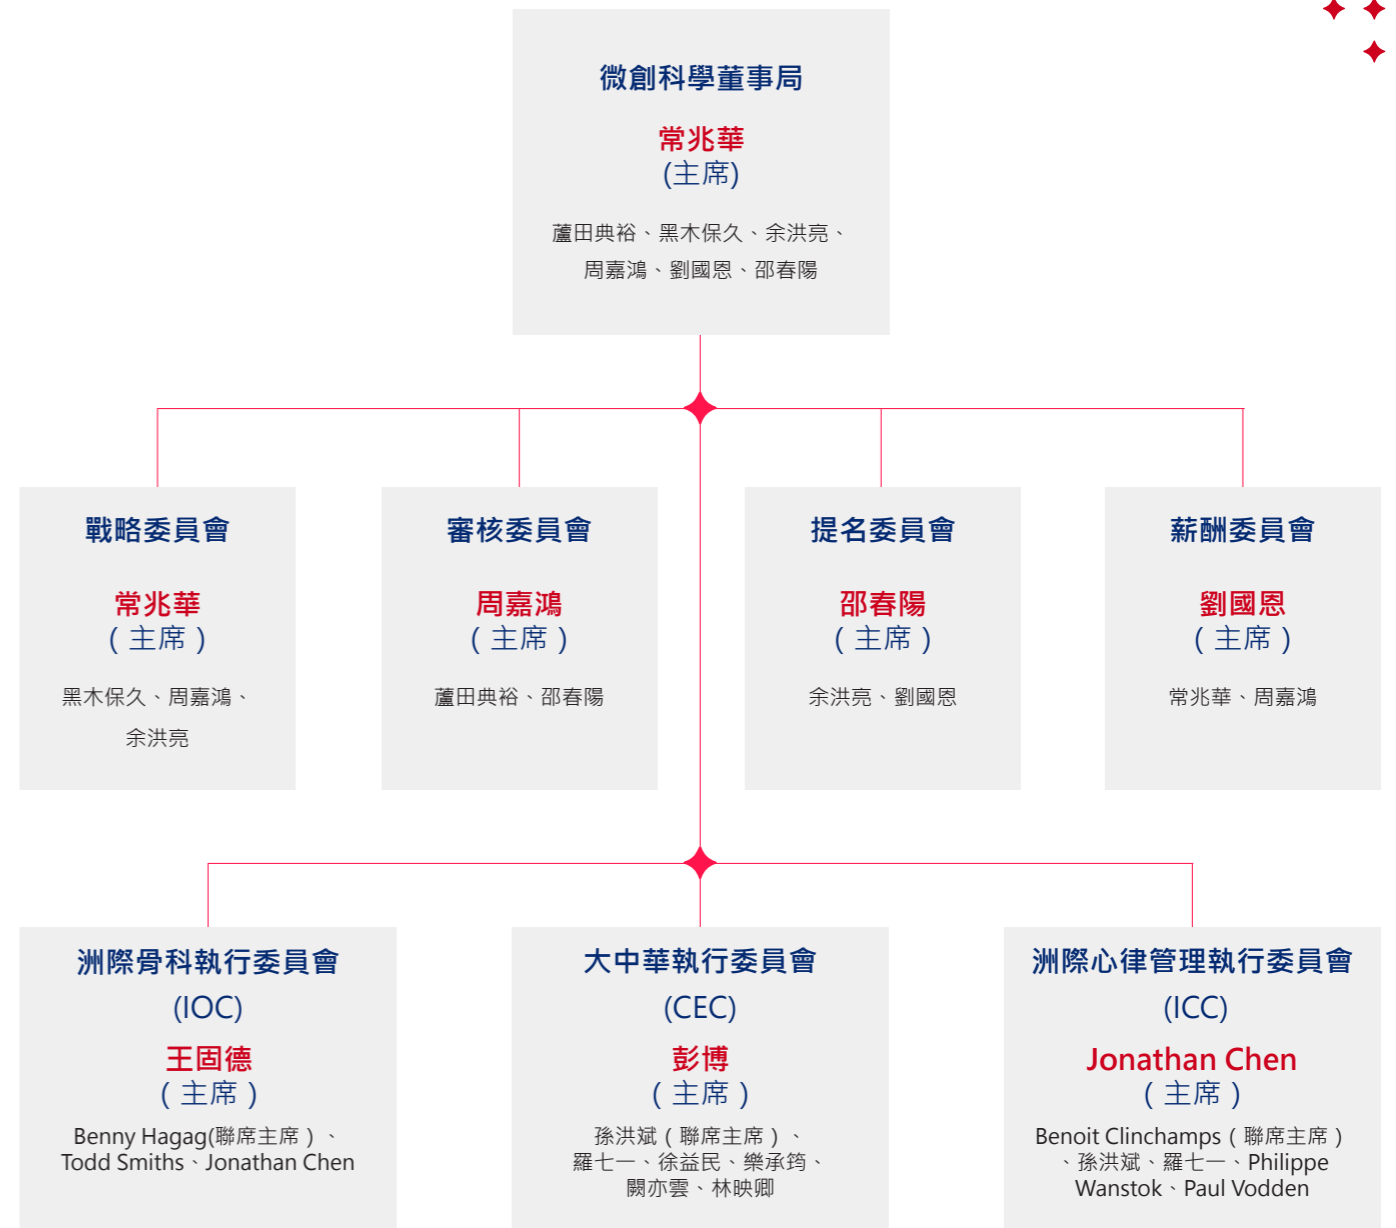 微創科學董事局
常兆華
(主席)
蘆田典裕、黑木保久、余洪亮、
周嘉鴻、劉國恩、邵春陽
戰略委員會
常兆華
（主席）
黑木保久、周嘉鴻、
余洪亮
審核委員會
周嘉鴻
（主席）
蘆田典裕、邵春陽
提名委員會
邵春陽
（主席）
余洪亮、劉國恩
薪酬委員會
劉國恩
（主席）
常兆華、周嘉鴻
洲際骨科執行委員會
(IOC)
王固德
（主席）
Benny Hagag(聯席主席）、
Todd Smiths、Jonathan Chen
大中華執行委員會
(CEC)
彭博
（主席）
孫洪斌（聯席主席）、
羅七一、徐益民、樂承筠、
闕亦雲、林映卿
洲際心律管理執行委員會
(ICC)
Jonathan Chen
（主席）
Benoit Clinchamps（聯席主席）
、孫洪斌、羅七一、Philippe
Wanstok、Paul Vodden